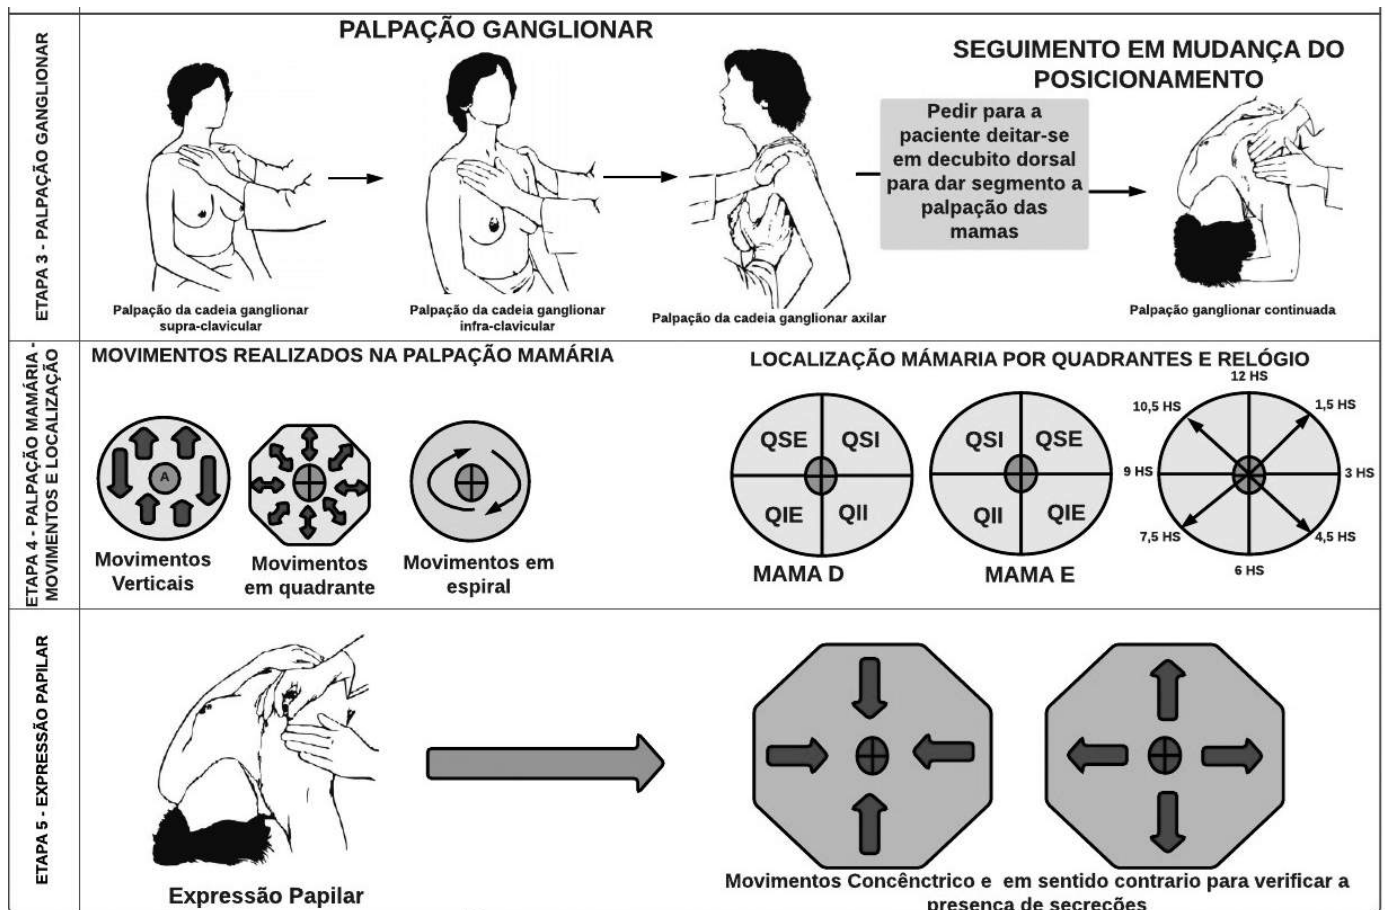 ETAPA 3 - PALPAÇÃO GANGLIONAR
PALPAÇÃO GANGLIONAR
SEGUIMENTO EM MUDANÇA DO
POSICIONAMENTO
Pedir para a
paciente deitar-se
em decubito dorsal
para dar segmento a
palpação das
mamas
Palpação da cadeia ganglionar
supra-clavicular
Palpação da cadeia ganglionar
infra-clavicular
Palpação da cadeia ganglionar axilar
Palpação ganglionar continuada
ETAPA 4 - PALPAÇÃO MAMÁRIA -
MOVIMENTOS E LOCALIZAÇÃO
MOVIMENTOS REALIZADOS NA PALPAÇÃO MAMÁRIA
A
Movimentos
Verticais
Movimentos
em quadrante
Movimentos em
espiral
LOCALIZAÇÃO MÁMARIA POR QUADRANTES E RELÓGIO
QSE QSI
QIE QII
MAMA D
QSI QSE
QII QIE
MAMA E
12 HS
10,5 HS
1,5 HS
9 HS
3 HS
7,5 HS
4,5 HS
6 HS
ETAPA 5 - EXPRESSÃO PAPILAR
Expressão Papilar
Movimentos Concênctrico e em sentido contrario para verificar a
presença de secreções